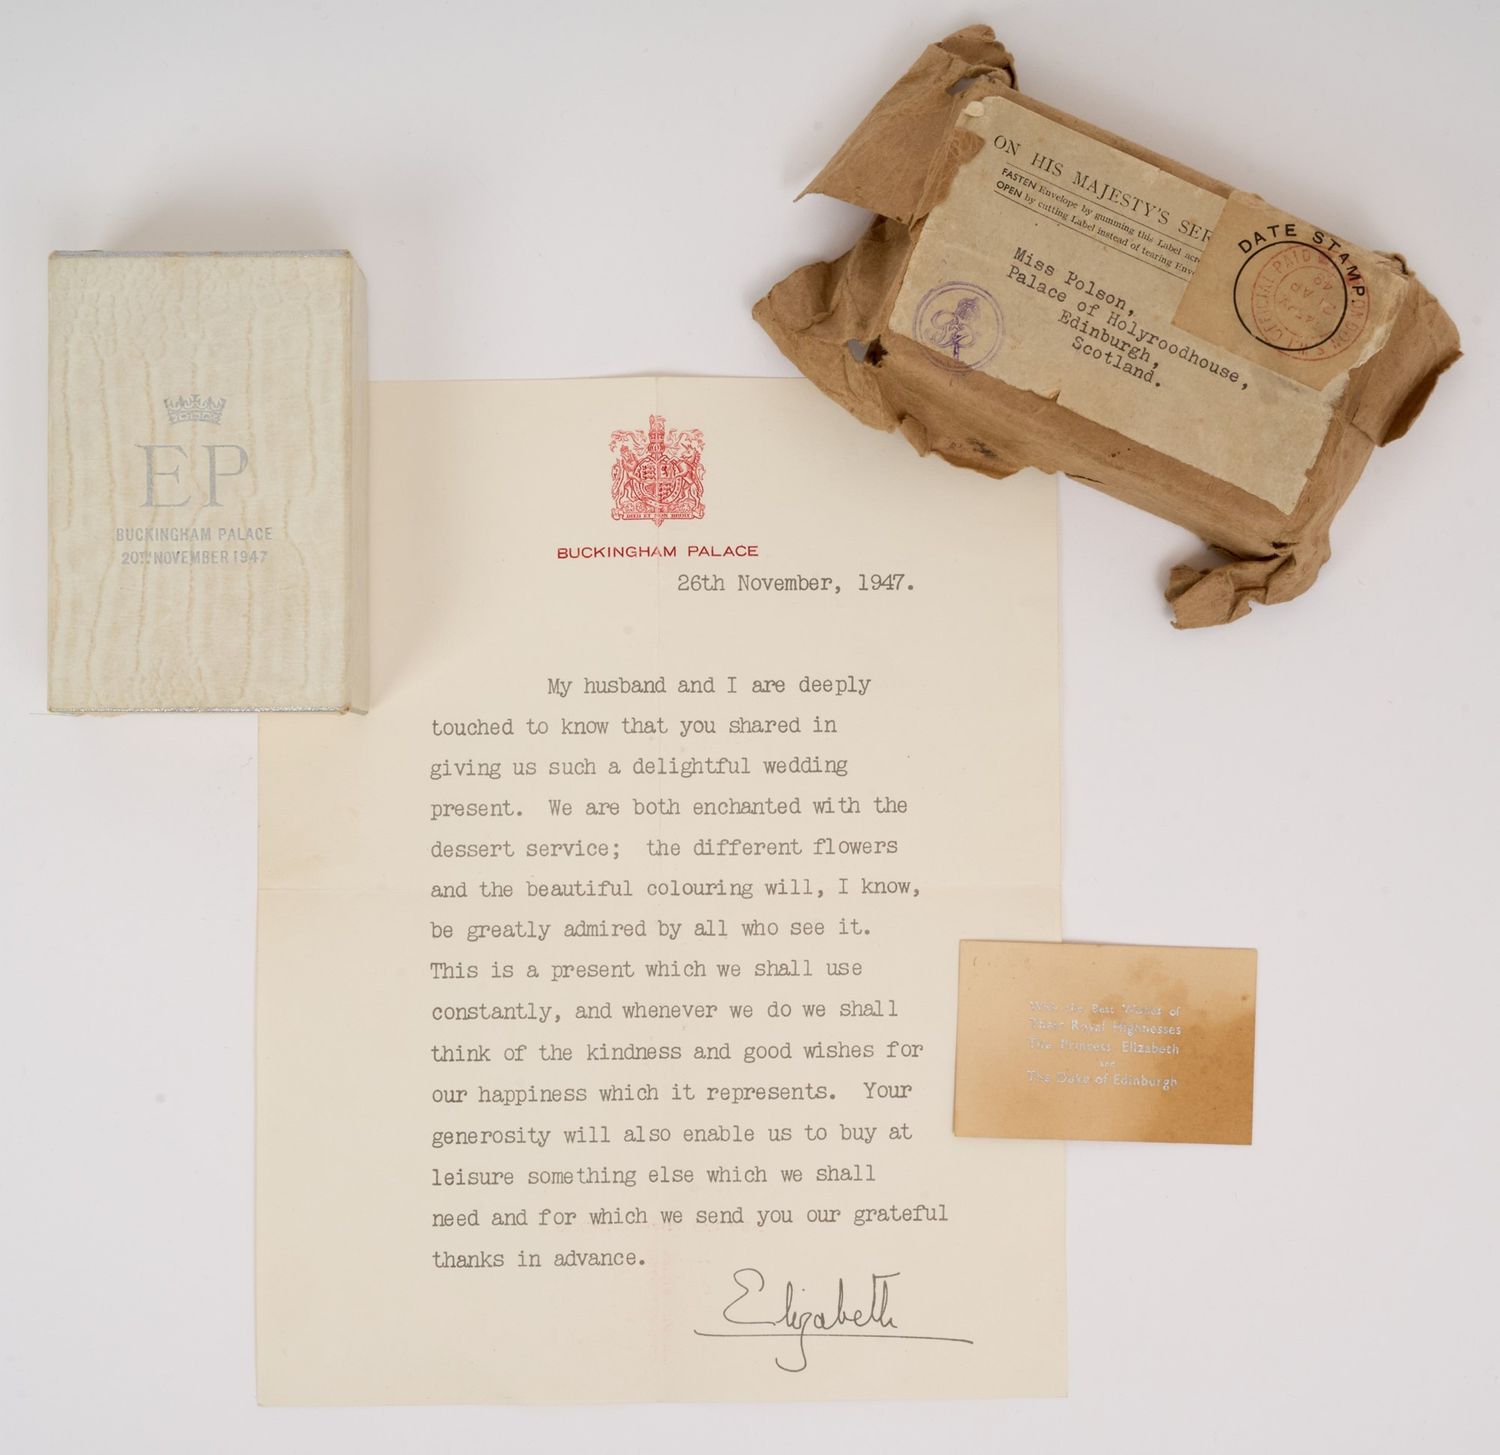 EP
BUCKINGHAM PALACE
20TH NOVEMBER 1947
ON HIS MAJESTY'S SER
FASTEN Envelope by gumming this Label acr
OPEN by cutting Label instead of tearing Enve
Miss Polson,
Palace of Holyroodhouse,
Edinburgh,
Scotland.
DATE STAMP
OFFICIAL PAID
LONDON S.W.1
AP
48
BUCKINGHAM PALACE
26th November, 1947.
My husband and I are deeply
touched to know that you shared in
giving us such a delightful wedding
present. We are both enchanted with the
dessert service; the different flowers
and the beautiful colouring will, I know,
be greatly admired by all who see it.
This is a present which we shall use
constantly, and whenever we do we shall
think of the kindness and good wishes for
our happiness which it represents. Your
generosity will also enable us to buy at
leisure something else which we shall
need and for which we send you our grateful
thanks in advance.
Elizabeth
With the Best Wishes of
Their Royal Highnesses
The Princess Elizabeth
and
The Duke of Edinburgh